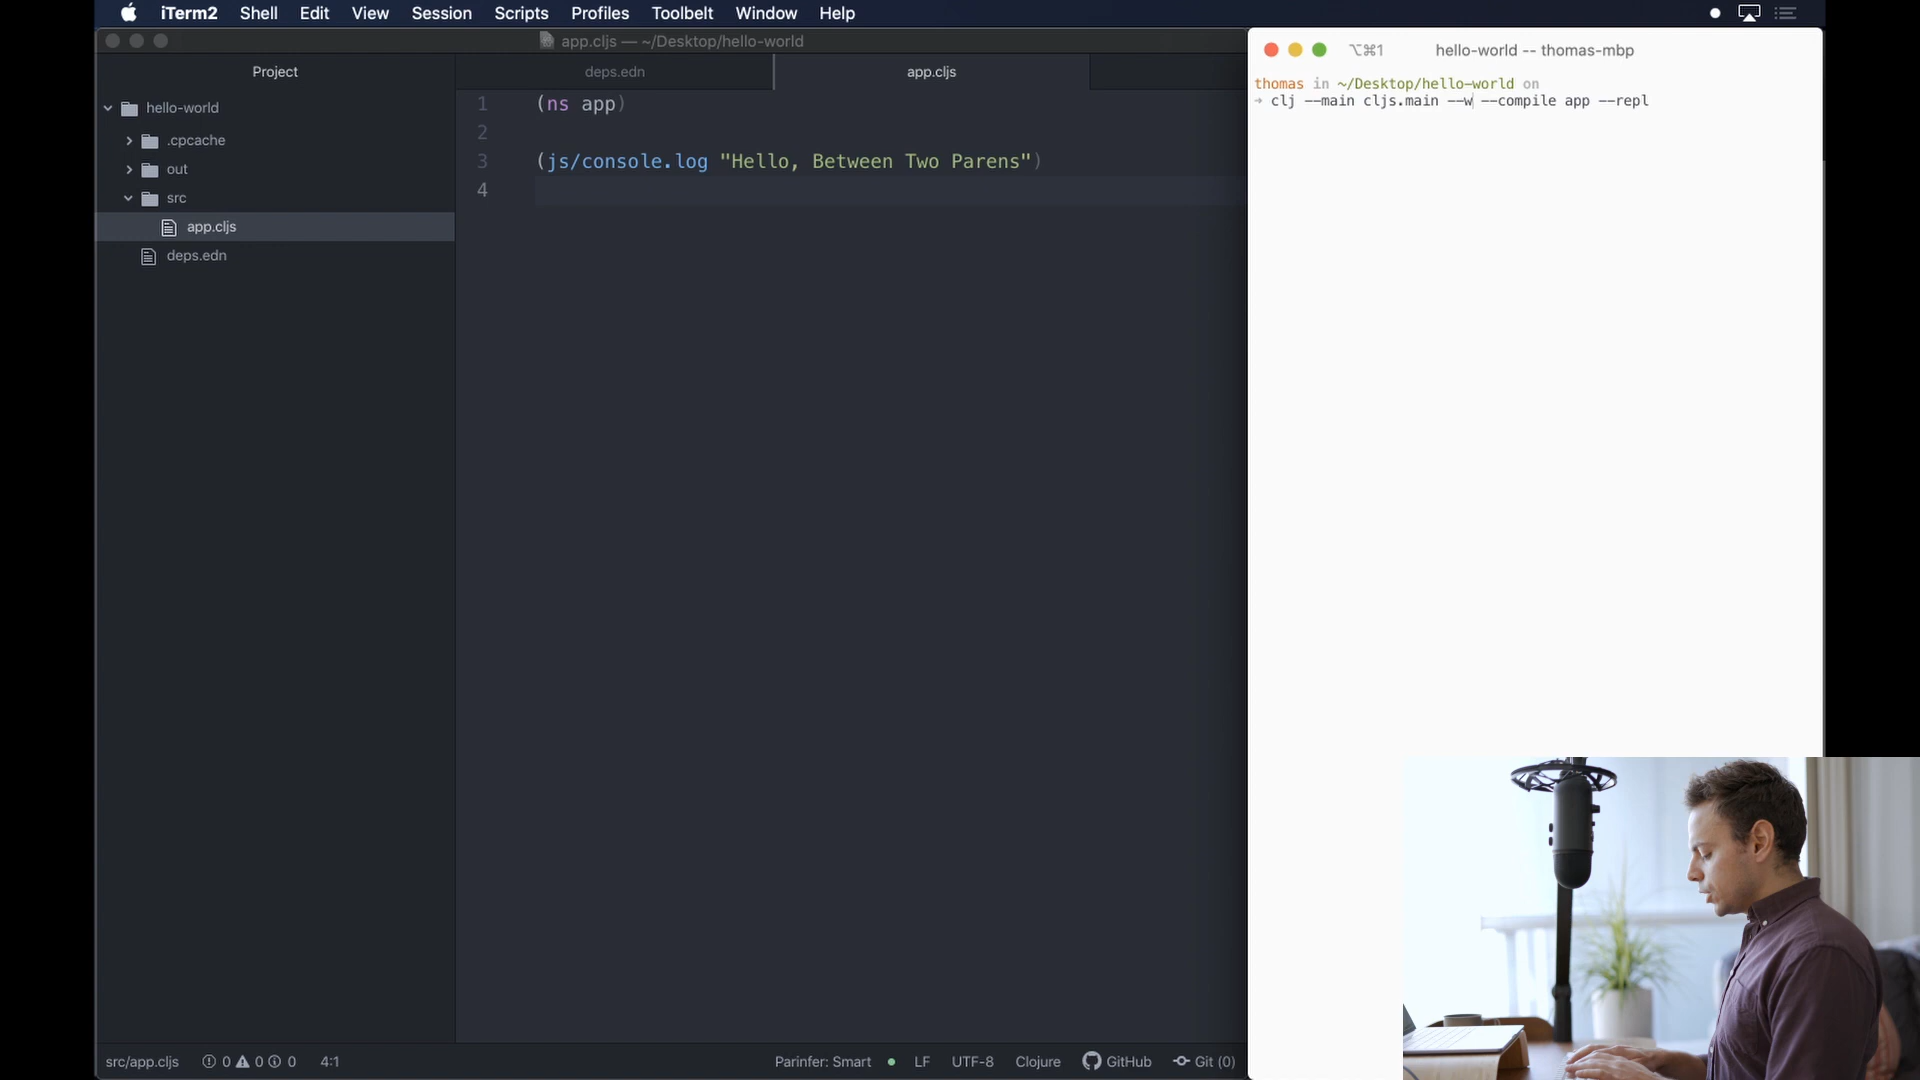 iTerm2 Shell Edit View Session Scripts Profiles Toolbelt Window Help
app.cljs — ~/Desktop/hello-world
Project
deps.edn
app.cljs
hello-world
.cpcache
out
src
app.cljs
deps.edn
1 (ns app)
2
3 (js/console.log "Hello, Between Two Parens")
4
⌥⌘1 hello-world -- thomas-mbp
thomas in ~/Desktop/hello-world on
➜ clj --main cljs.main --w --compile app --repl
src/app.cljs 0 0 0 4:1
Parinfer: Smart LF UTF-8 Clojure GitHub Git (0)